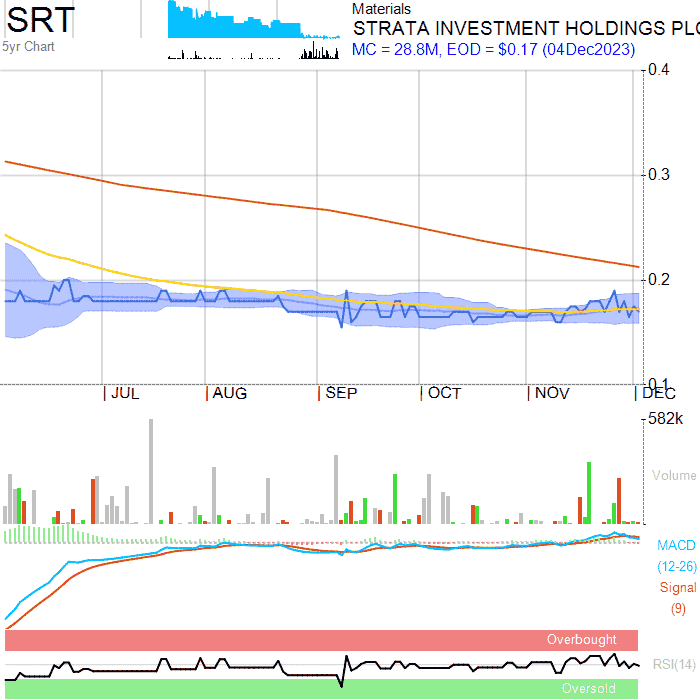 SRT
5yr Chart
Materials
STRATA INVESTMENT HOLDINGS PLC
MC = 28.8M, EOD = $0.17 (04Dec2023)
0.4
0.3
0.2
0.1
JUL
AUG
SEP
OCT
NOV
DEC
582k
Volume
MACD
(12-26)
Signal
(9)
Overbought
RSI(14)
Oversold